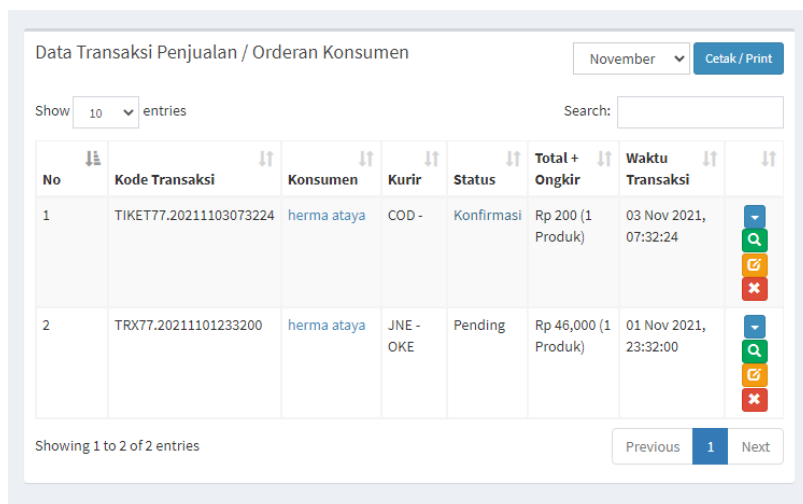 Data Transaksi Penjualan / Orderan Konsumen
November
Cetak / Print
Show 10 entries
Search:
No
Kode Transaksi
Konsumen
Kurir
Status
Total +
Ongkir
Waktu
Transaksi
1
TIKET77.20211103073224
herma ataya
COD -
Konfirmasi
Rp 200 (1
Produk)
03 Nov 2021,
07:32:24
2
TRX77.20211101233200
herma ataya
JNE -
OKE
Pending
Rp 46,000 (1
Produk)
01 Nov 2021,
23:32:00
Showing 1 to 2 of 2 entries
Previous
1
Next